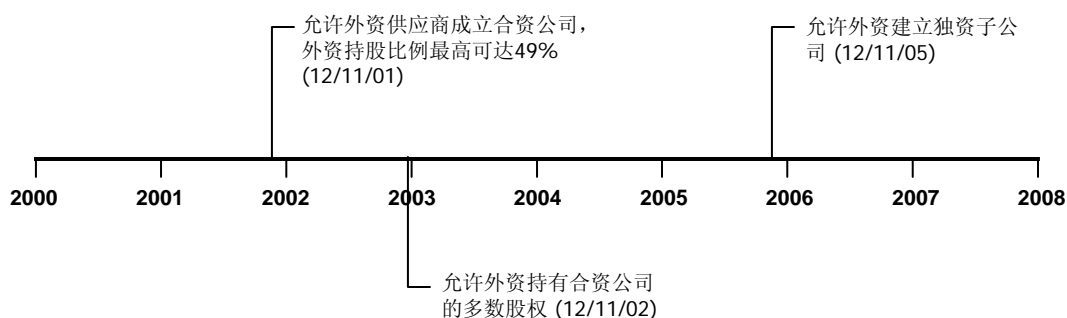 允许外资供应商成立合资公司，
外资持股比例最高可达49%
(12/11/01)
允许外资建立独资子公
司 (12/11/05)
2000 2001 2002 2003 2004 2005 2006 2007 2008
允许外资持有合资公司
的多数股权 (12/11/02)